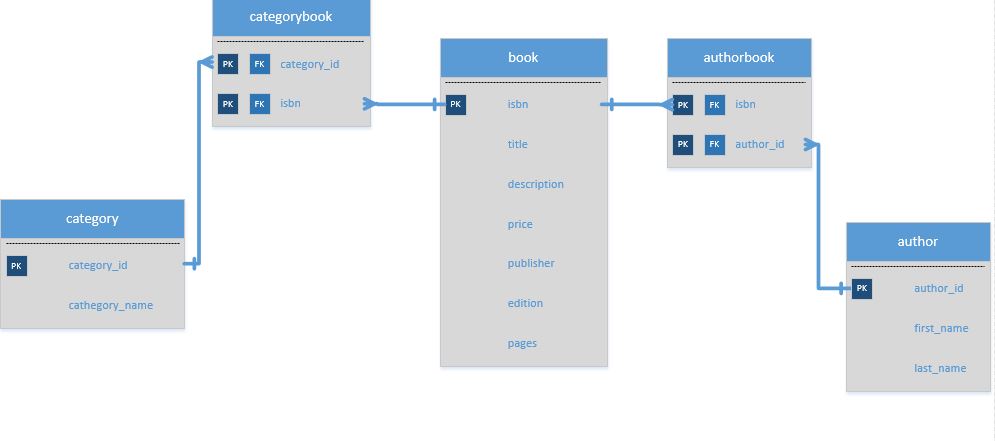 categorybook
PK FK category_id
PK FK isbn
book
PK isbn
title
description
price
publisher
edition
pages
authorbook
PK FK isbn
PK FK author_id
category
PK category_id
cathegory_name
author
PK author_id
first_name
last_name